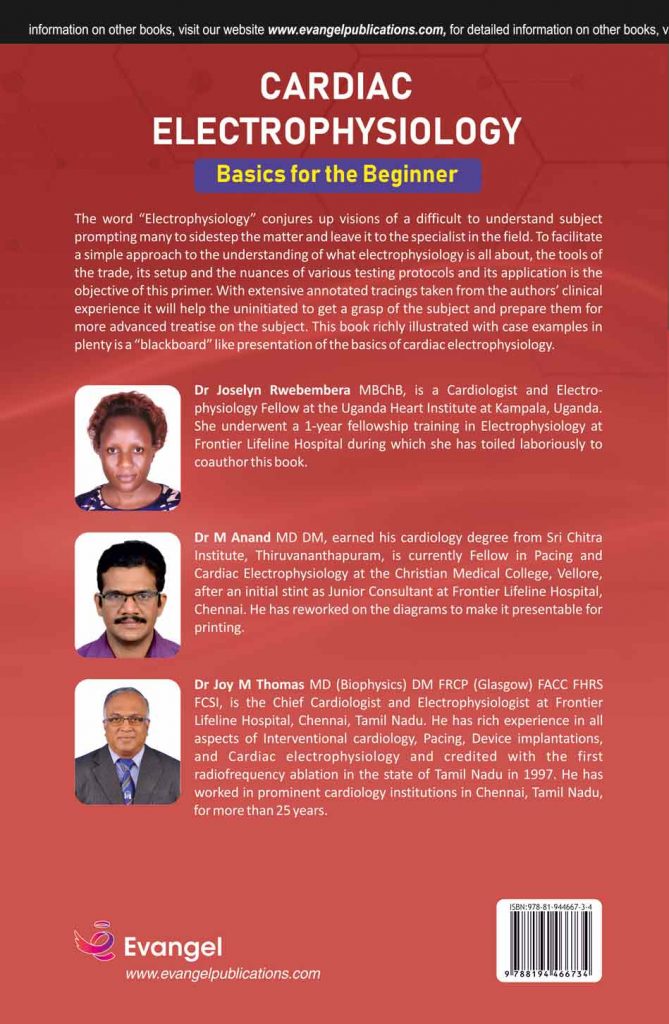 information on other books, visit our website www.evangelpublications.com, for detailed information on other books, v
CARDIAC
ELECTROPHYSIOLOGY
Basics for the Beginner
The word “Electrophysiology” conjures up visions of a difficult to understand subject
prompting many to sidestep the matter and leave it to the specialist in the field. To facilitate
a simple approach to the understanding of what electrophysiology is all about, the tools of
the trade, its setup and the nuances of various testing protocols and its application is the
objective of this primer. With extensive annotated tracings taken from the authors’ clinical
experience it will help the uninitiated to get a grasp of the subject and prepare them for
more advanced treatise on the subject. This book richly illustrated with case examples in
plenty is a “blackboard” like presentation of the basics of cardiac electrophysiology.
Dr Joselyn Rwebembera MBChB, is a Cardiologist and Electro-
physiology Fellow at the Uganda Heart Institute at Kampala, Uganda.
She underwent a 1-year fellowship training in Electrophysiology at
Frontier Lifeline Hospital during which she has toiled laboriously to
coauthor this book.
Dr M Anand MD DM, earned his cardiology degree from Sri Chitra
Institute, Thiruvananthapuram, is currently Fellow in Pacing and
Cardiac Electrophysiology at the Christian Medical College, Vellore,
after an initial stint as Junior Consultant at Frontier Lifeline Hospital,
Chennai. He has reworked on the diagrams to make it presentable for
printing.
Dr Joy M Thomas MD (Biophysics) DM FRCP (Glasgow) FACC FHRS
FCSI, is the Chief Cardiologist and Electrophysiologist at Frontier
Lifeline Hospital, Chennai, Tamil Nadu. He has rich experience in all
aspects of Interventional cardiology, Pacing, Device implantations,
and Cardiac electrophysiology and credited with the first
radiofrequency ablation in the state of Tamil Nadu in 1997. He has
worked in prominent cardiology institutions in Chennai, Tamil Nadu,
for more than 25 years.
Evangel
www.evangelpublications.com
ISBN:978-81-944667-3-4
9 788194 466734